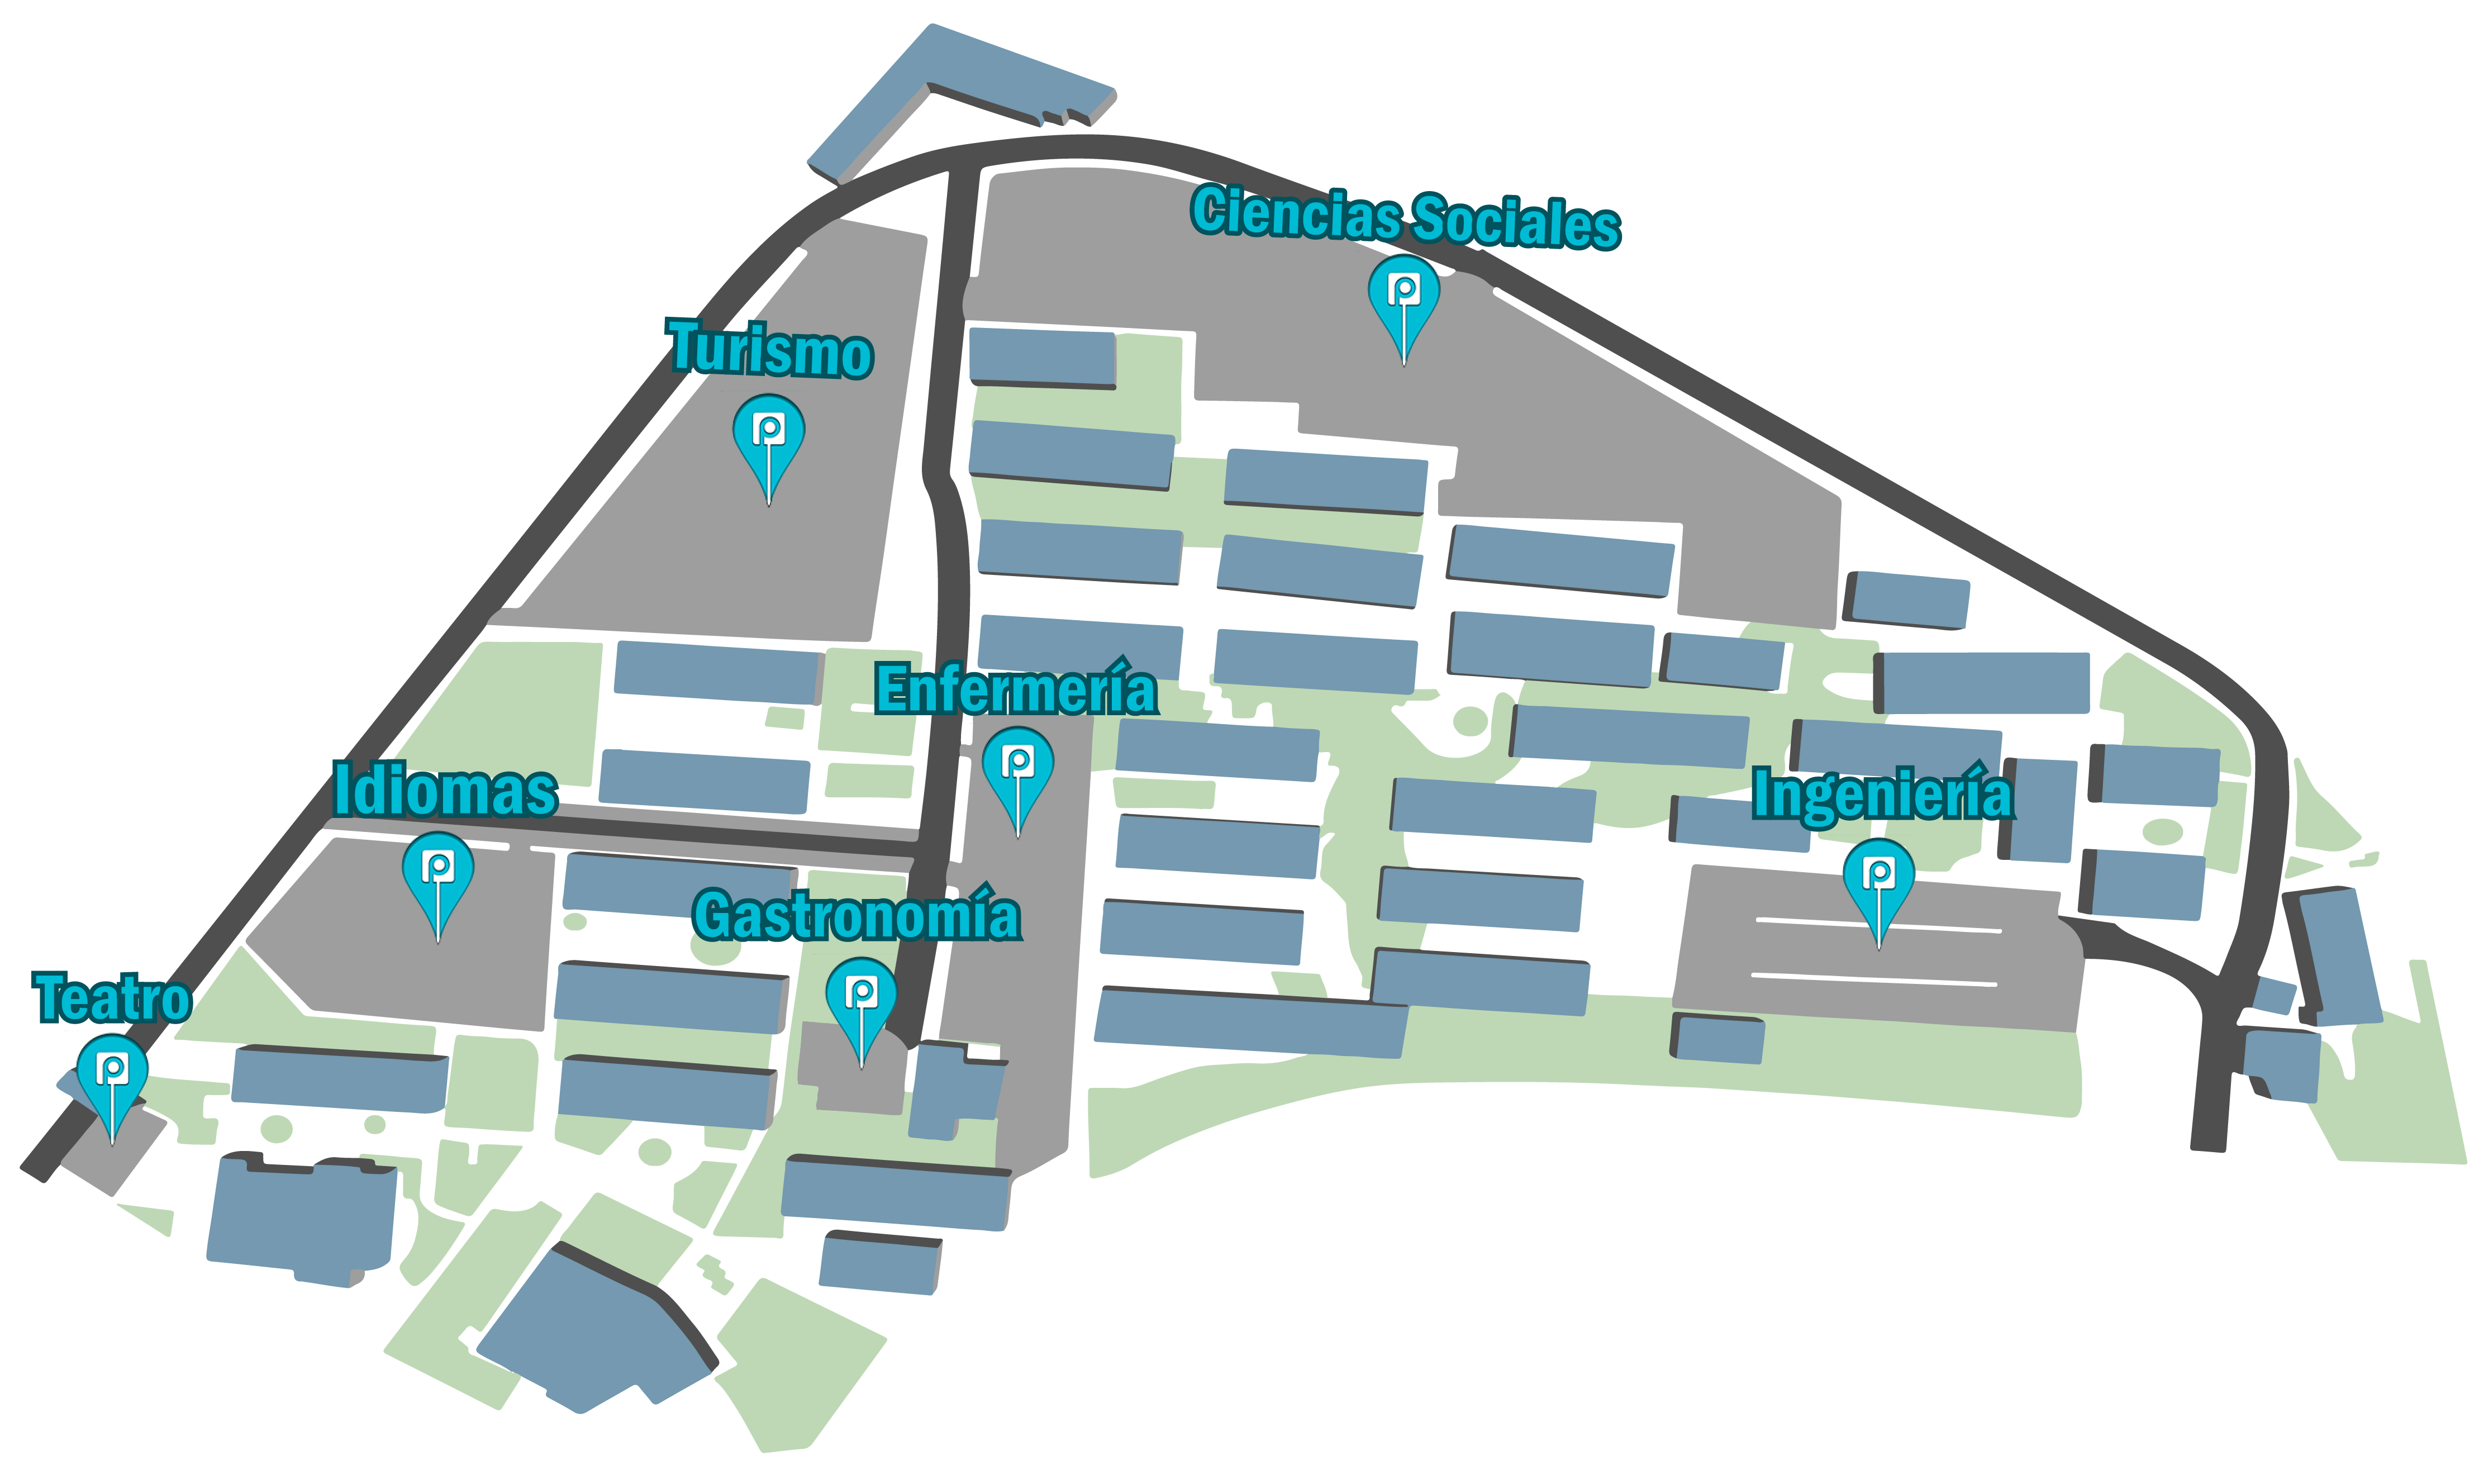 Ciencias Sociales
Turismo
Enfermería
Idiomas
Ingeniería
Gastronomía
Teatro